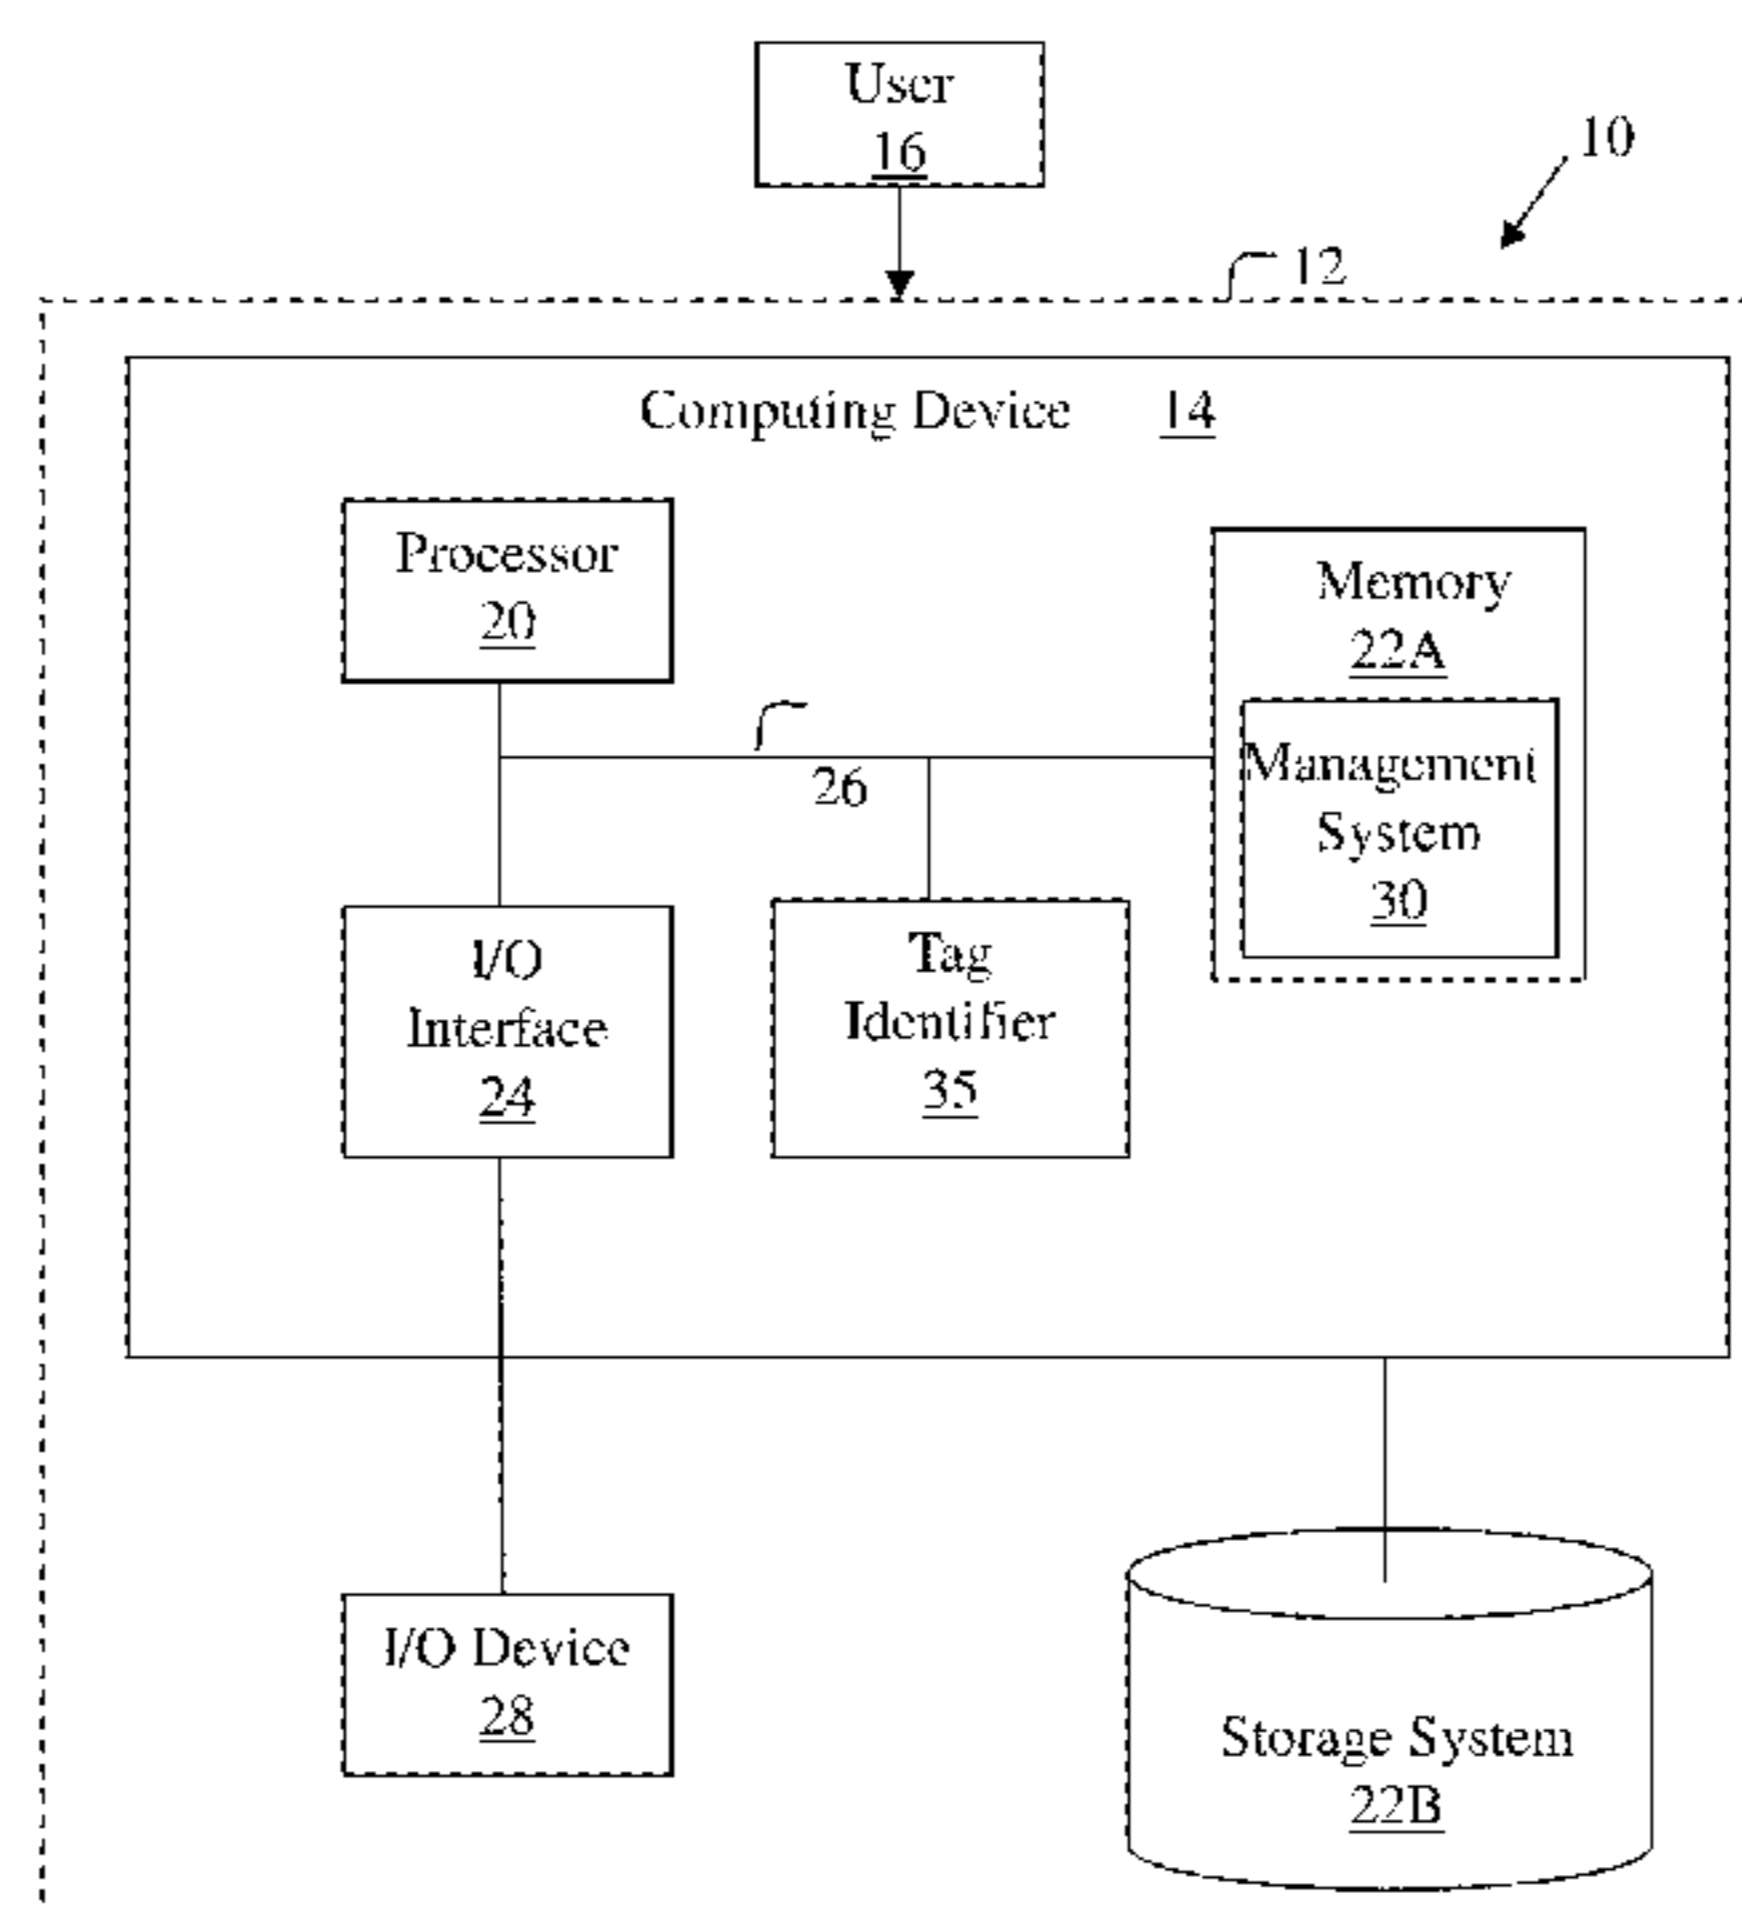 User
16
10
12
Computing Device 14
Processor
20
Memory
22A
26
Management
System
30
I/O
Interface
24
Tag
Identifier
35
I/O Device
28
Storage System
22B